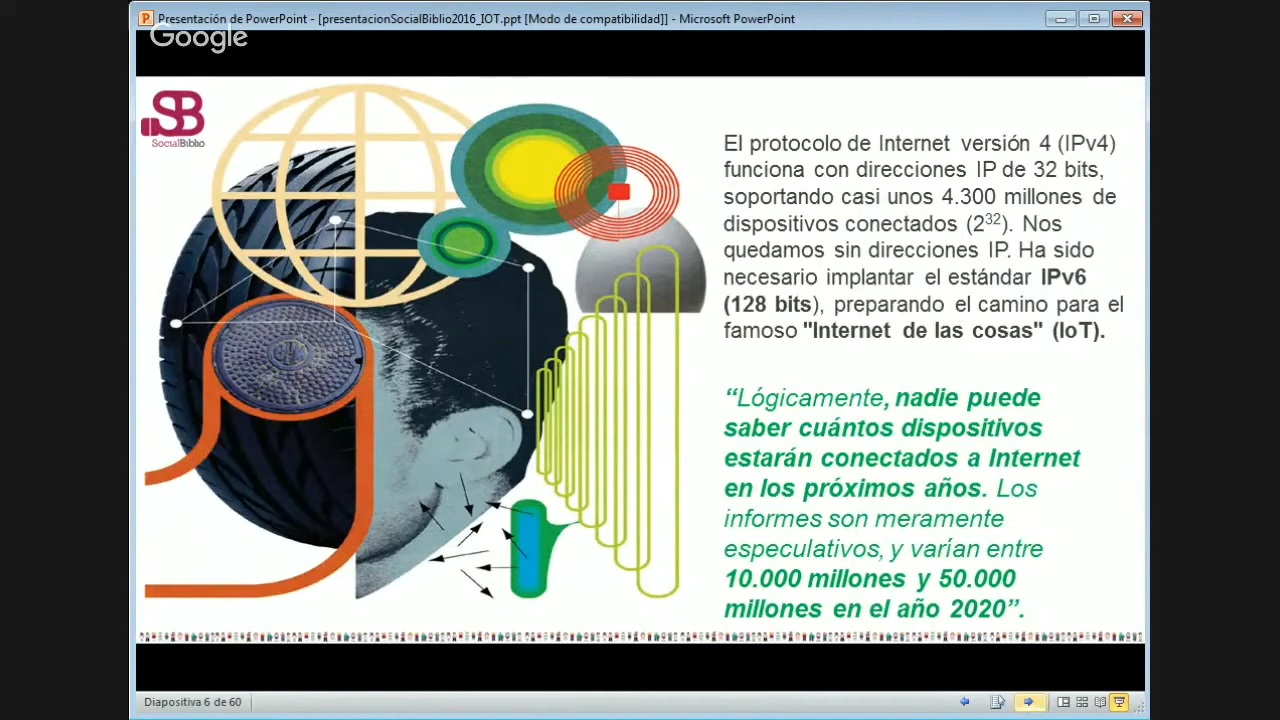 Presentación de PowerPoint - [presentacionSocialBiblio2016_IOT.ppt [Modo de compatibilidad]] - Microsoft PowerPoint
Google
SB
SocialBiblio
El protocolo de Internet versión 4 (IPv4)
funciona con direcciones IP de 32 bits,
soportando casi unos 4.300 millones de
dispositivos conectados (2³²). Nos
quedamos sin direcciones IP. Ha sido
necesario implantar el estándar IPv6
(128 bits), preparando el camino para el
famoso "Internet de las cosas" (IoT).
“Lógicamente, nadie puede
saber cuántos dispositivos
estarán conectados a Internet
en los próximos años. Los
informes son meramente
especulativos, y varían entre
10.000 millones y 50.000
millones en el año 2020”.
Diapositiva 6 de 60